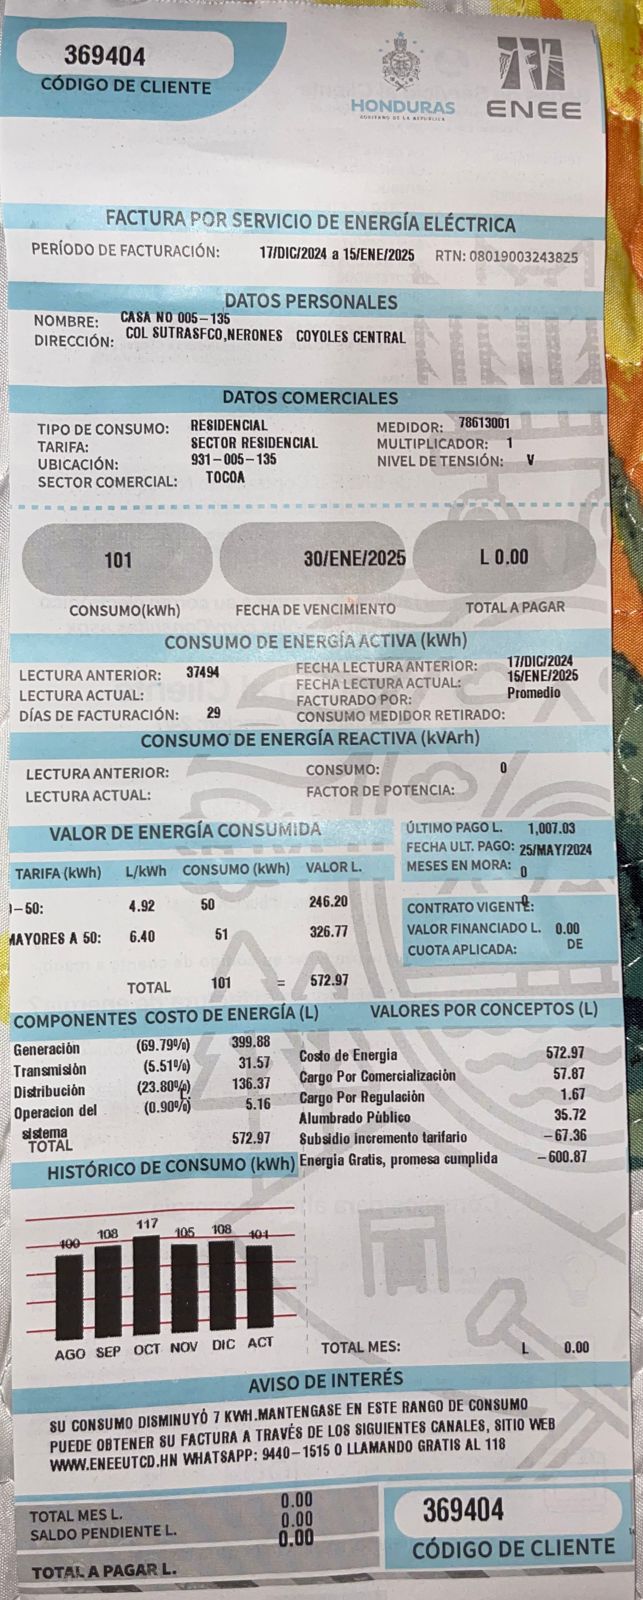 369404
CÓDIGO DE CLIENTE
HONDURAS
GOBIERNO DE LA REPÚBLICA
ENEE
FACTURA POR SERVICIO DE ENERGÍA ELÉCTRICA
PERÍODO DE FACTURACIÓN: 17/DIC/2024 a 15/ENE/2025 RTN: 08019003243825
DATOS PERSONALES
NOMBRE: CASA NO 005-135
DIRECCIÓN: COL SUTRASFCO,NERONES COYOLES CENTRAL
DATOS COMERCIALES
TIPO DE CONSUMO: RESIDENCIAL MEDIDOR: 78613001
TARIFA: SECTOR RESIDENCIAL MULTIPLICADOR: 1
UBICACIÓN: 931-005-135 NIVEL DE TENSIÓN: V
SECTOR COMERCIAL: TOCOA
101 30/ENE/2025 L 0.00
CONSUMO(kWh) FECHA DE VENCIMIENTO TOTAL A PAGAR
CONSUMO DE ENERGÍA ACTIVA (kWh)
LECTURA ANTERIOR: 37494 FECHA LECTURA ANTERIOR: 17/DIC/2024
LECTURA ACTUAL: FECHA LECTURA ACTUAL: 15/ENE/2025
FACTURADO POR: Promedio
DÍAS DE FACTURACIÓN: 29 CONSUMO MEDIDOR RETIRADO:
CONSUMO DE ENERGÍA REACTIVA (kVArh)
LECTURA ANTERIOR: CONSUMO: 0
LECTURA ACTUAL: FACTOR DE POTENCIA:
VALOR DE ENERGÍA CONSUMIDA
TARIFA (kWh) L/kWh CONSUMO (kWh) VALOR L.
0-50: 4.92 50 246.20
MAYORES A 50: 6.40 51 326.77
TOTAL 101 = 572.97
ÚLTIMO PAGO L. 1,007.03
FECHA ULT. PAGO: 25/MAY/2024
MESES EN MORA: 0
CONTRATO VIGENTE: 0
VALOR FINANCIADO L. 0.00
CUOTA APLICADA: DE
COMPONENTES COSTO DE ENERGÍA (L)
Generación (69.79%) 399.88
Transmisión (5.51%) 31.57
Distribución (23.80%) 136.37
Operacion del sistema (0.90%) 5.16
TOTAL 572.97
VALORES POR CONCEPTOS (L)
Costo de Energia 572.97
Cargo Por Comercialización 57.87
Cargo Por Regulación 1.67
Alumbrado Público 35.72
Subsidio incremento tarifario -67.36
Energia Gratis, promesa cumplida -600.87
HISTÓRICO DE CONSUMO (kWh)
100 108 117 105 108 101
AGO SEP OCT NOV DIC ACT
TOTAL MES: L 0.00
AVISO DE INTERÉS
SU CONSUMO DISMINUYÓ 7 KWH.MANTENGASE EN ESTE RANGO DE CONSUMO
PUEDE OBTENER SU FACTURA A TRAVÉS DE LOS SIGUIENTES CANALES, SITIO WEB
WWW.ENEEUTCD.HN WHATSAPP: 9440-1515 O LLAMANDO GRATIS AL 118
TOTAL MES L. 0.00
SALDO PENDIENTE L. 0.00
TOTAL A PAGAR L. 0.00
369404
CÓDIGO DE CLIENTE